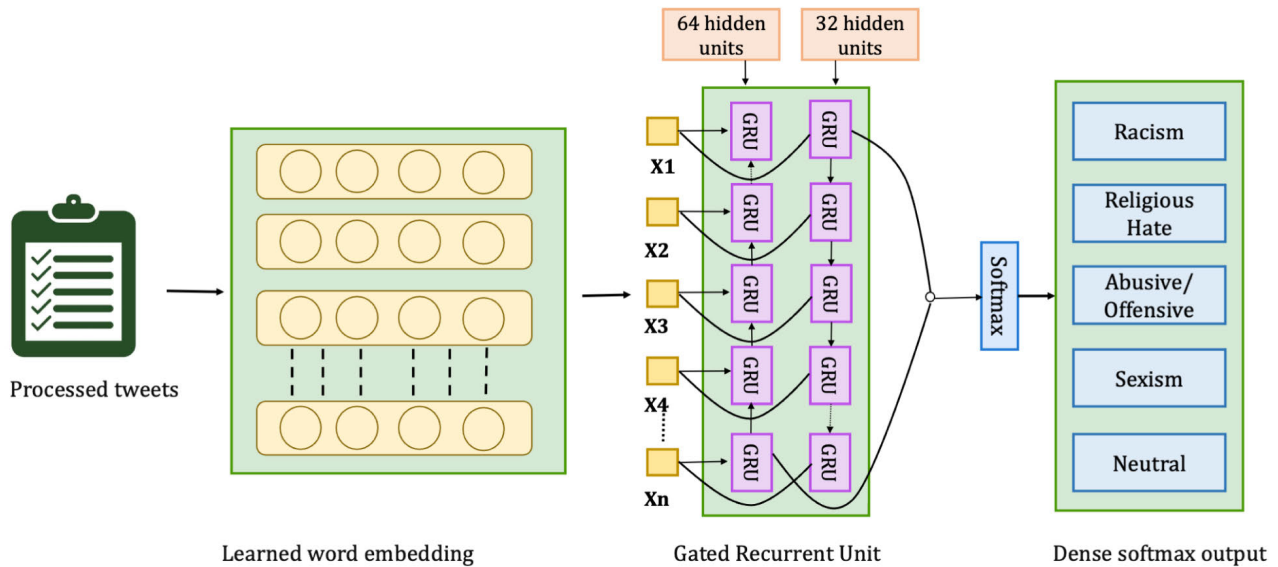 64 hidden
units
32 hidden
units
Processed tweets
X1
X2
X3
X4
Xn
GRU
GRU
GRU
GRU
GRU
GRU
GRU
GRU
GRU
GRU
Softmax
Racism
Religious
Hate
Abusive/
Offensive
Sexism
Neutral
Learned word embedding
Gated Recurrent Unit
Dense softmax output